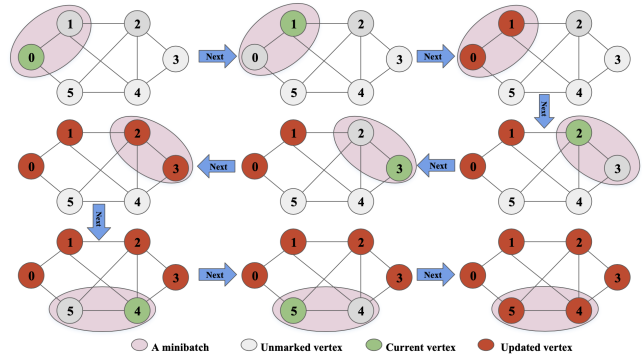 1 2 1 2 1 2
0 3 Next 0 3 Next 0 3
5 4 5 4 5 4
Next
1 2 1 2 1 2
0 3 Next 0 3 Next 0 3
5 4 5 4 5 4
Next
1 2 1 2 1 2
0 3 Next 0 3 Next 0 3
5 4 5 4 5 4
A minibatch Unmarked vertex Current vertex Updated vertex